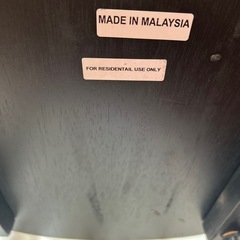 MADE IN MALAYSIA
FOR RESIDENTAIL USE ONLY